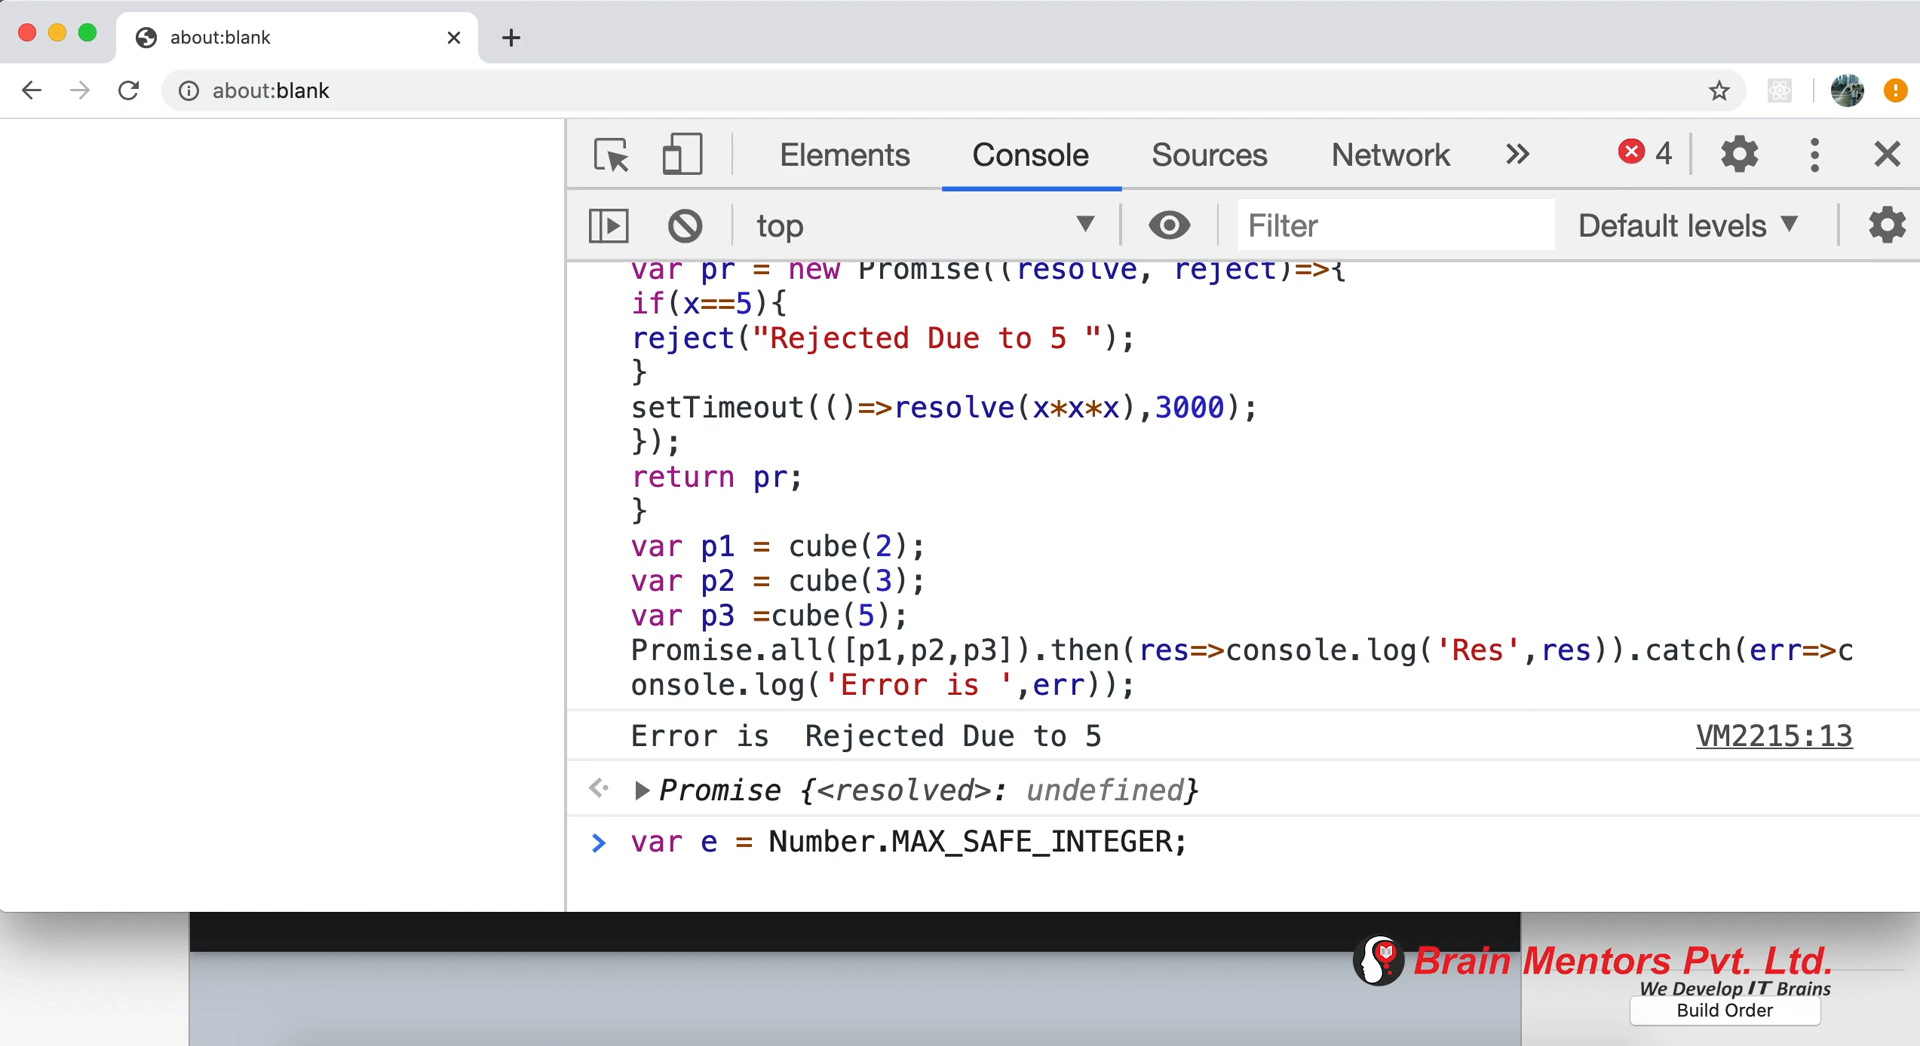 about:blank
about:blank
Elements Console Sources Network 4
top Filter Default levels
var pr = new Promise((resolve, reject)=>{
if(x==5){
reject("Rejected Due to 5 ");
}
setTimeout(()=>resolve(x*x*x),3000);
});
return pr;
}
var p1 = cube(2);
var p2 = cube(3);
var p3 =cube(5);
Promise.all([p1,p2,p3]).then(res=>console.log('Res',res)).catch(err=>c
onsole.log('Error is ',err));
Error is  Rejected Due to 5 VM2215:13
Promise {<resolved>: undefined}
var e = Number.MAX_SAFE_INTEGER;
Brain Mentors Pvt. Ltd.
We Develop IT Brains
Build Order